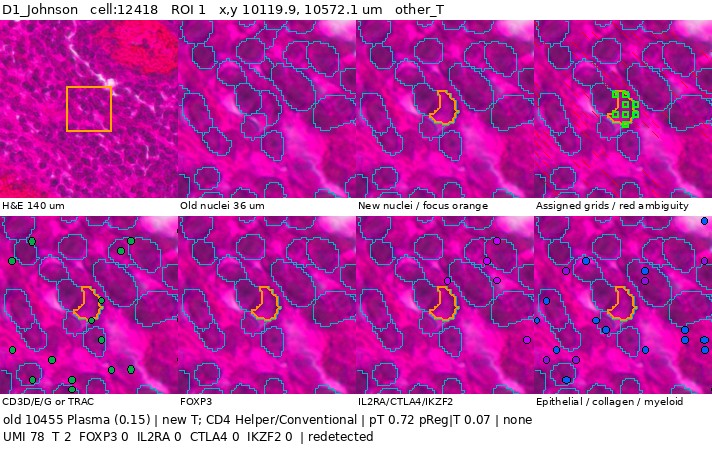 D1_Johnson   cell:12418   ROI 1   x,y 10119.9, 10572.1 um   other_T
H&E 140 um
Old nuclei 36 um
New nuclei / focus orange
Assigned grids / red ambiguity
CD3D/E/G or TRAC
FOXP3
IL2RA/CTLA4/IKZF2
Epithelial / collagen / myeloid
old 10455 Plasma (0.15) | new T; CD4 Helper/Conventional | pT 0.72 pReg|T 0.07 | none
UMI 78  T 2  FOXP3 0  IL2RA 0  CTLA4 0  IKZF2 0  | redetected